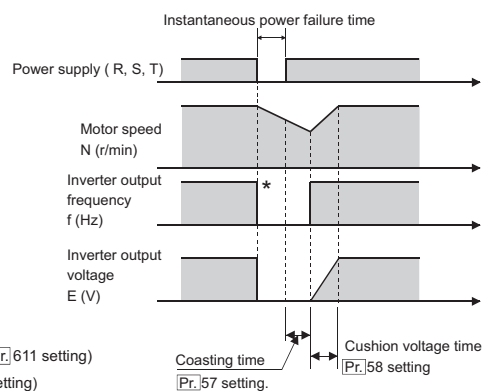 Instantaneous power failure time
Power supply ( R, S, T)
Motor speed
N (r/min)
Inverter output
frequency
f (Hz)
*
Inverter output
voltage
E (V)
r. 611 setting)
etting)
Coasting time
Pr. 57 setting.
Cushion voltage time
Pr. 58 setting